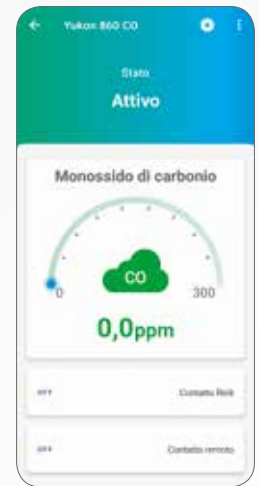 Yukon 860 CO
Stato
Attivo
Monossido di carbonio
CO
0
300
0,0ppm
OFF Contatto Relè
OFF Contatto remoto